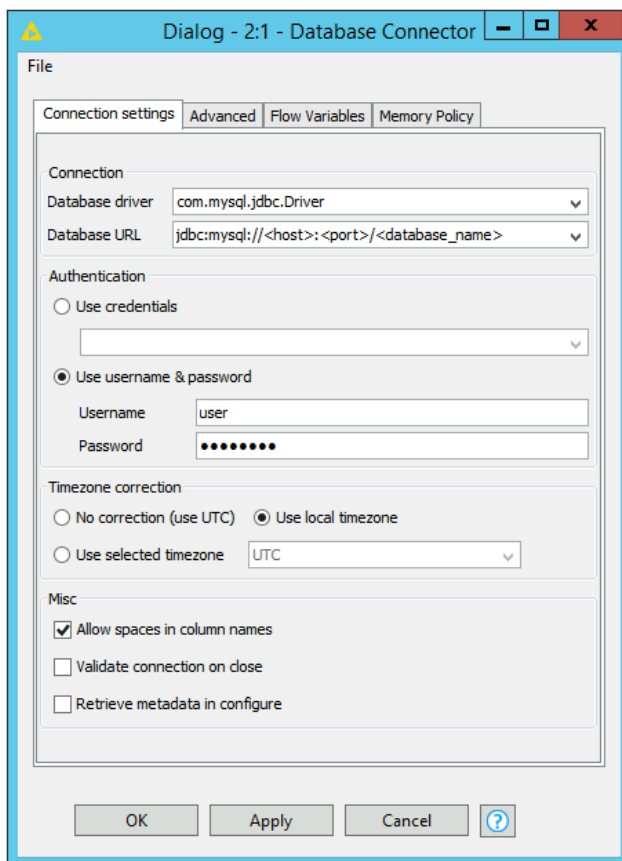 Dialog - 2:1 - Database Connector
File
Connection settings Advanced Flow Variables Memory Policy
Connection
Database driver com.mysql.jdbc.Driver
Database URL jdbc:mysql://<host>:<port>/<database_name>
Authentication
Use credentials
Use username & password
Username user
Password ●●●●●●●●
Timezone correction
No correction (use UTC) Use local timezone
Use selected timezone UTC
Misc
Allow spaces in column names
Validate connection on close
Retrieve metadata in configure
OK Apply Cancel ?